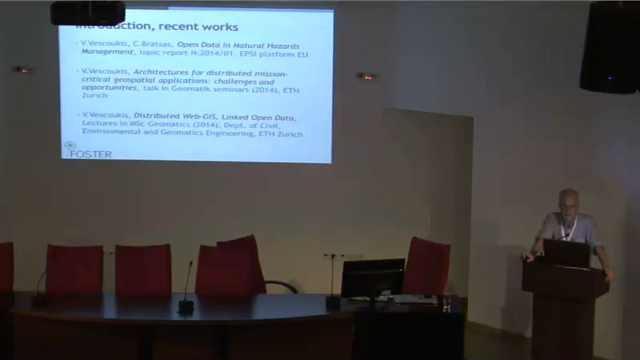 Introduction, recent works
- V.Vescoukis, C.Bratsas, Open Data in Natural Hazards
Management, topic report N.2014/01, EPSI platform EU
- V.Vescoukis, Architectures for distributed mission-
critical geospatial applications: challenges and
opportunities, talk in Geomatik seminars (2014), ETH
Zurich
- V.Vescoukis, Distributed Web-GIS, Linked Open Data,
Lectures in MSc Geomatics (2014), Dept. of Civil,
Environmental and Geomatics Engineering, ETH Zurich
FOSTER